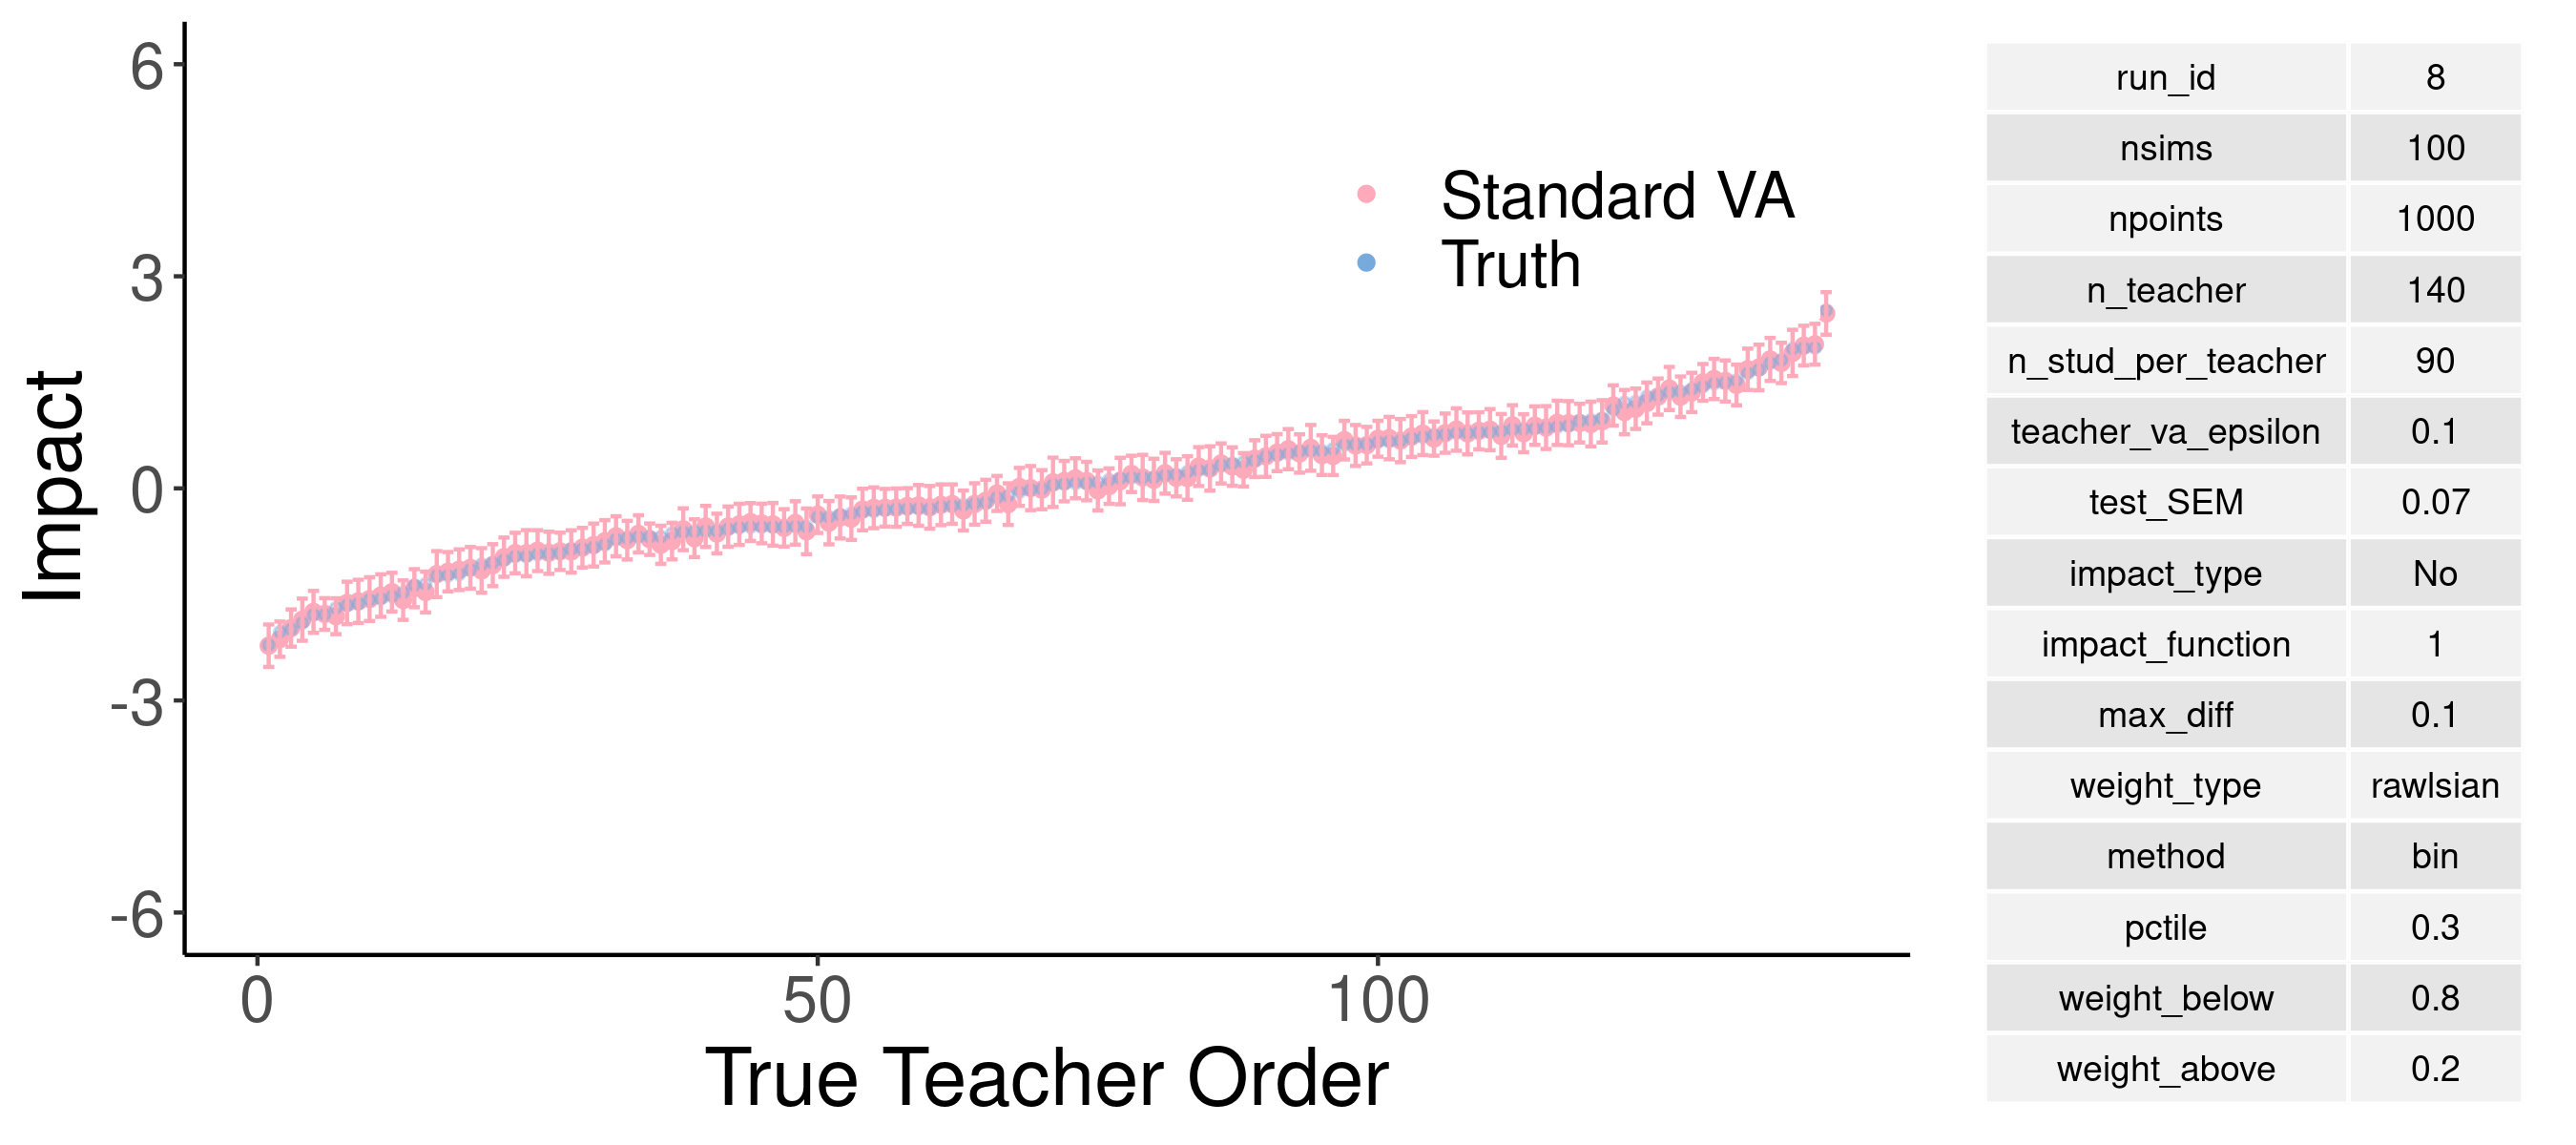 6
3
0
-3
-6
Impact
0
50
100
True Teacher Order
Standard VA
Truth
run_id 8
nsims 100
npoints 1000
n_teacher 140
n_stud_per_teacher 90
teacher_va_epsilon 0.1
test_SEM 0.07
impact_type No
impact_function 1
max_diff 0.1
weight_type rawlsian
method bin
pctile 0.3
weight_below 0.8
weight_above 0.2